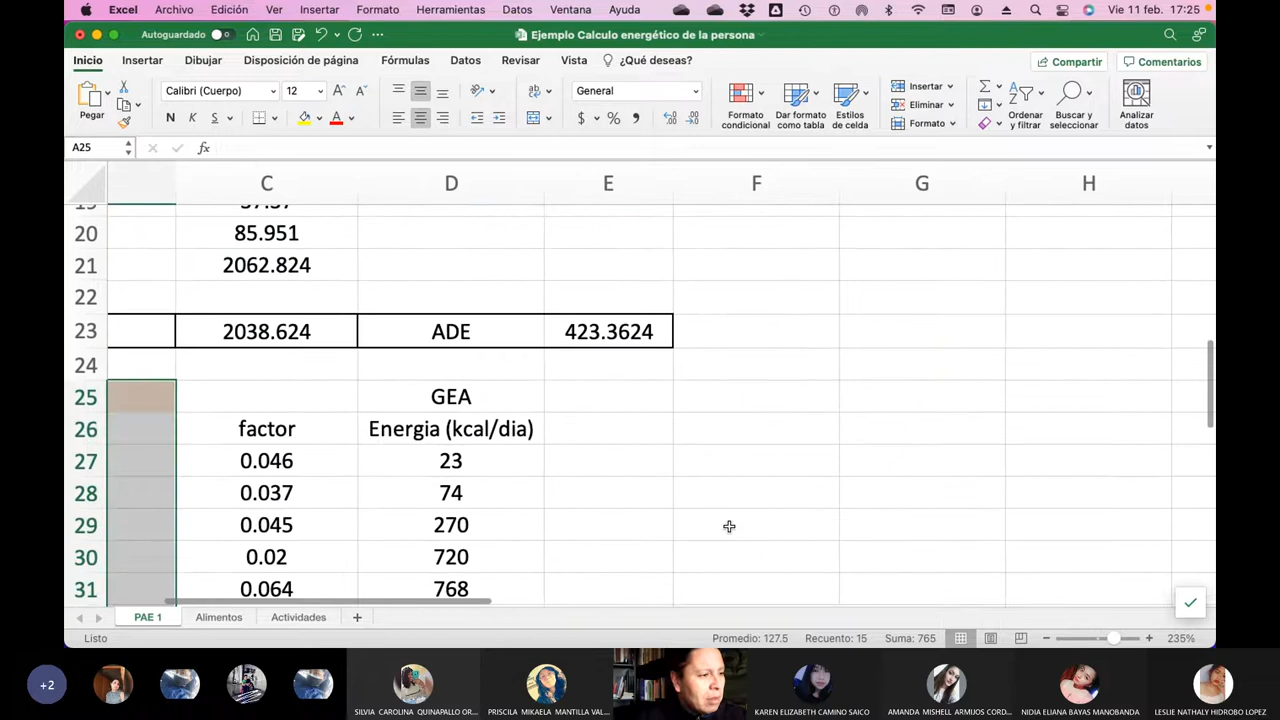 Excel Archivo Edición Ver Insertar Formato Herramientas Datos Ventana Ayuda Vie 11 feb. 17:25
Autoguardado Ejemplo Calculo energético de la persona
Inicio Insertar Dibujar Disposición de página Fórmulas Datos Revisar Vista ¿Qué deseas? Compartir Comentarios
Pegar
Calibri (Cuerpo) 12
N K S
General
$ %
Formato condicional
Dar formato como tabla
Estilos de celda
Insertar
Eliminar
Formato
Ordenar y filtrar
Buscar y seleccionar
Analizar datos
A25 fx
C D E F G H
20 85.951
21 2062.824
22
23 2038.624 ADE 423.3624
24
25 GEA
26 factor Energia (kcal/dia)
27 0.046 23
28 0.037 74
29 0.045 270
30 0.02 720
31 0.064 768
PAE 1 Alimentos Actividades +
Listo Promedio: 127.5 Recuento: 15 Suma: 765 235%
+2
SILVIA CAROLINA QUINAPALLO OR...
PRISCILA MIKAELA MANTILLA VAL...
KAREN ELIZABETH CAMINO SAICO
AMANDA MISHELL ARMIJOS CORD...
NIDIA ELIANA BAYAS MANOBANDA
LESLIE NATHALY HIDROBO LOPEZ